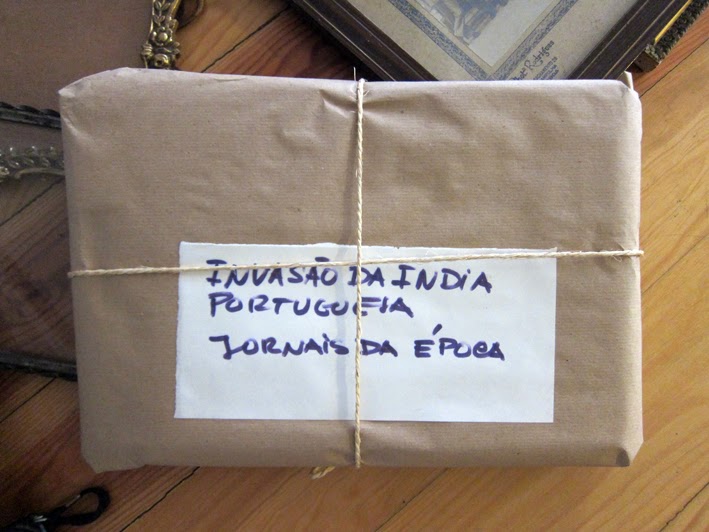 INVASÃO DA INDIA
PORTUGUESA
JORNAIS DA ÉPOCA